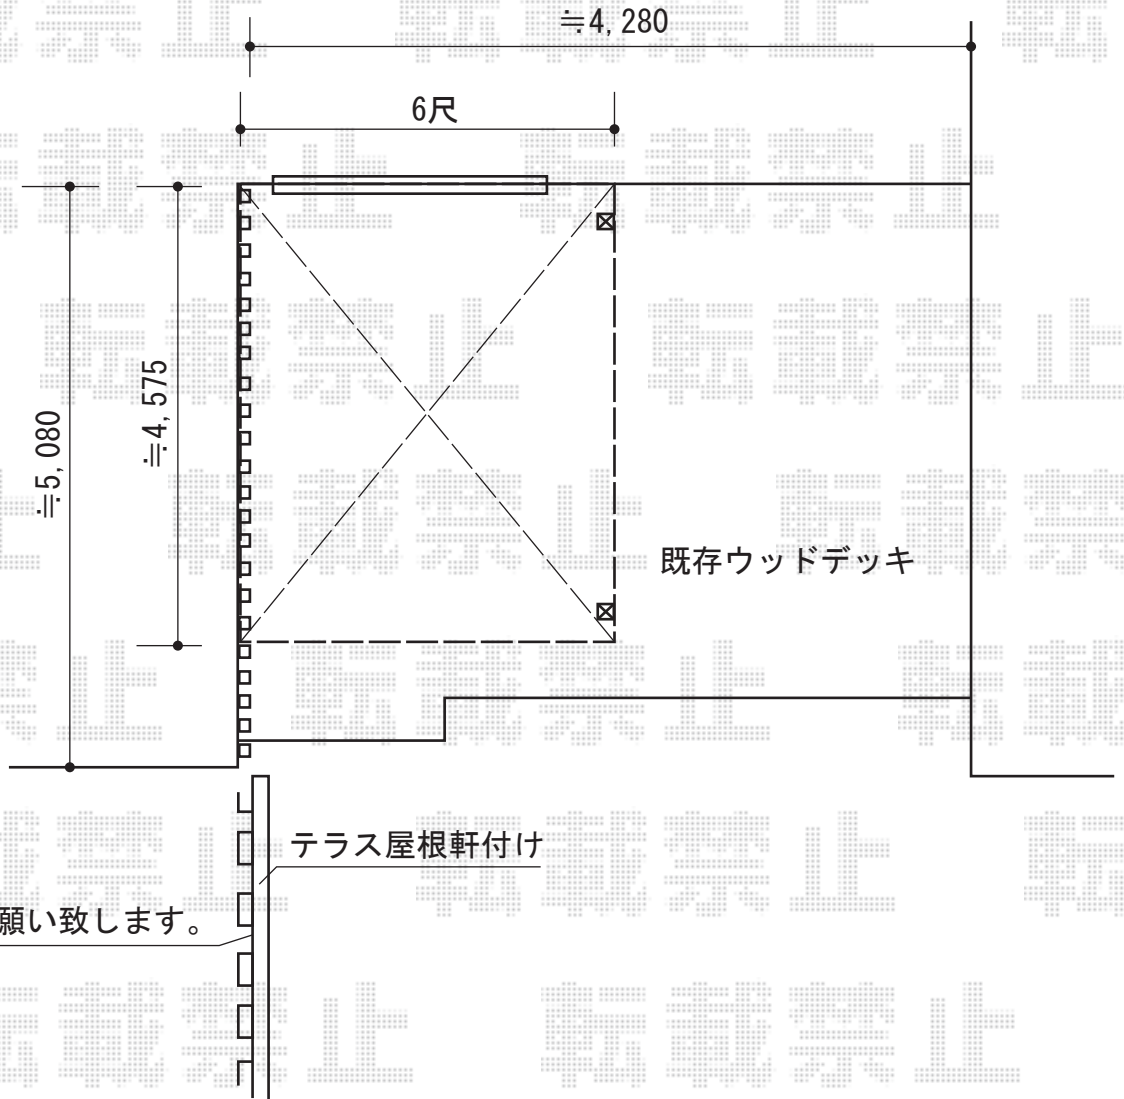 ≒4,280
6尺
≒4,575
≒5,080
既存ウッドデッキ
テラス屋根軒付け
願い致します。
転載禁止